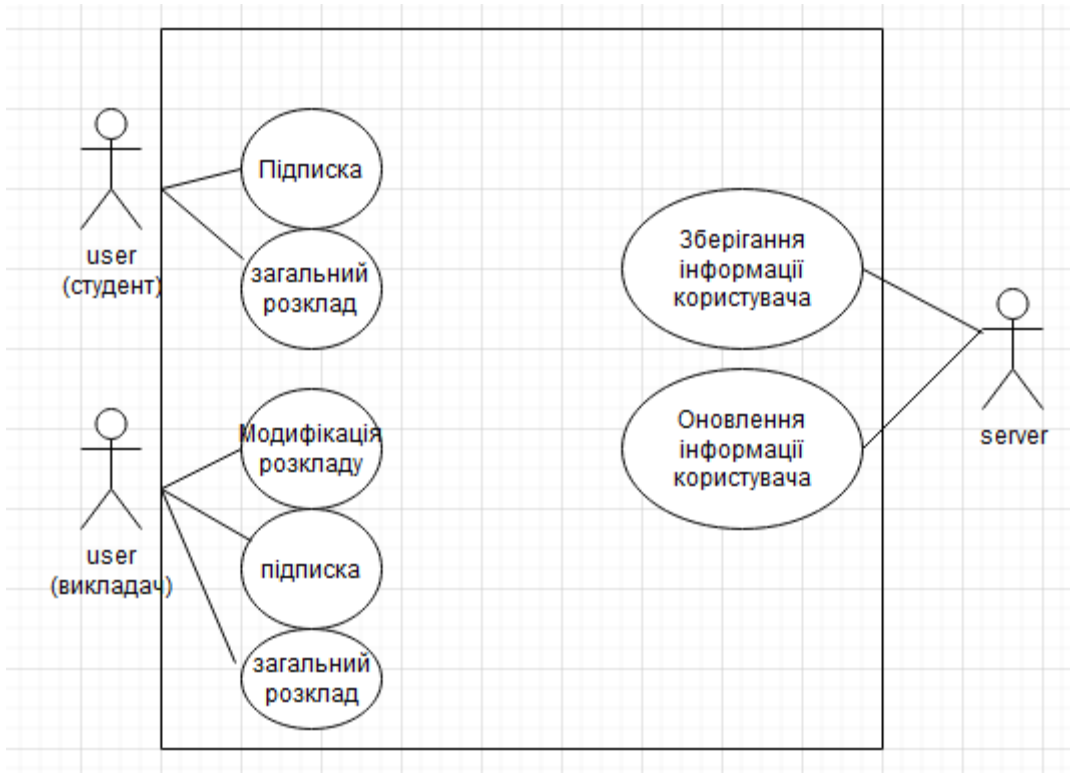 user
(студент)
Підписка
загальний
розклад
user
(викладач)
Модифікація
розкладу
підписка
загальний
розклад
Зберігання
інформації
користувача
Оновлення
інформації
користувача
server